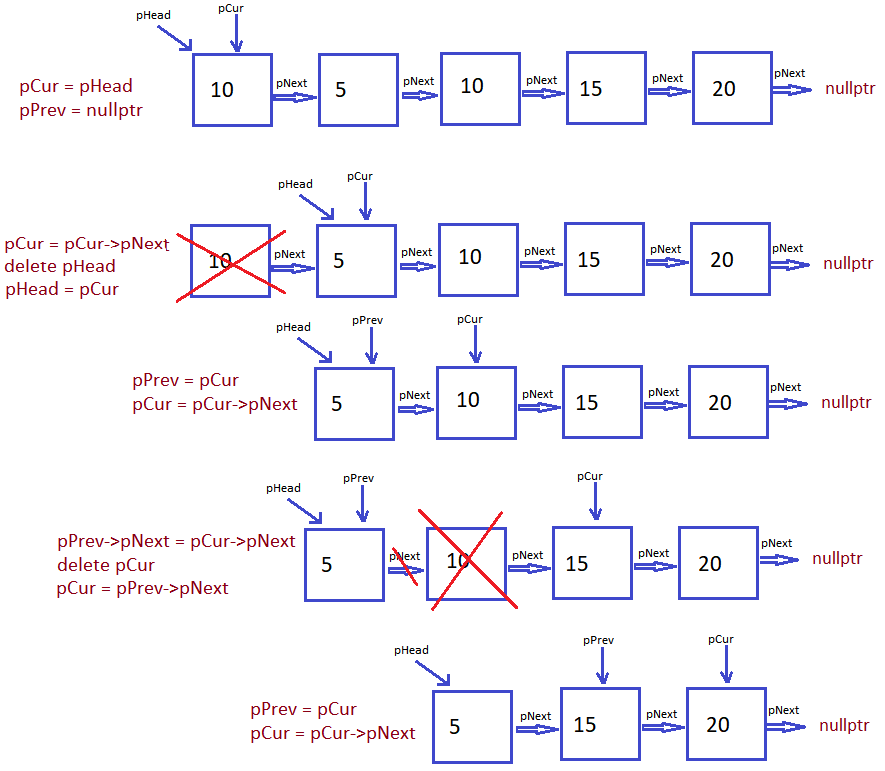 pHead
pCur
pCur = pHead
pPrev = nullptr
10 pNext 5 pNext 10 pNext 15 pNext 20 pNext nullptr
pHead
pCur
pCur = pCur->pNext
delete pHead
pHead = pCur
10 pNext 5 pNext 10 pNext 15 pNext 20 pNext nullptr
pHead
pPrev
pCur
pPrev = pCur
pCur = pCur->pNext
5 pNext 10 pNext 15 pNext 20 pNext nullptr
pHead
pPrev
pCur
pPrev->pNext = pCur->pNext
delete pCur
pCur = pPrev->pNext
5 pNext 10 pNext 15 pNext 20 pNext nullptr
pHead
pPrev
pCur
pPrev = pCur
pCur = pCur->pNext
5 pNext 15 pNext 20 pNext nullptr